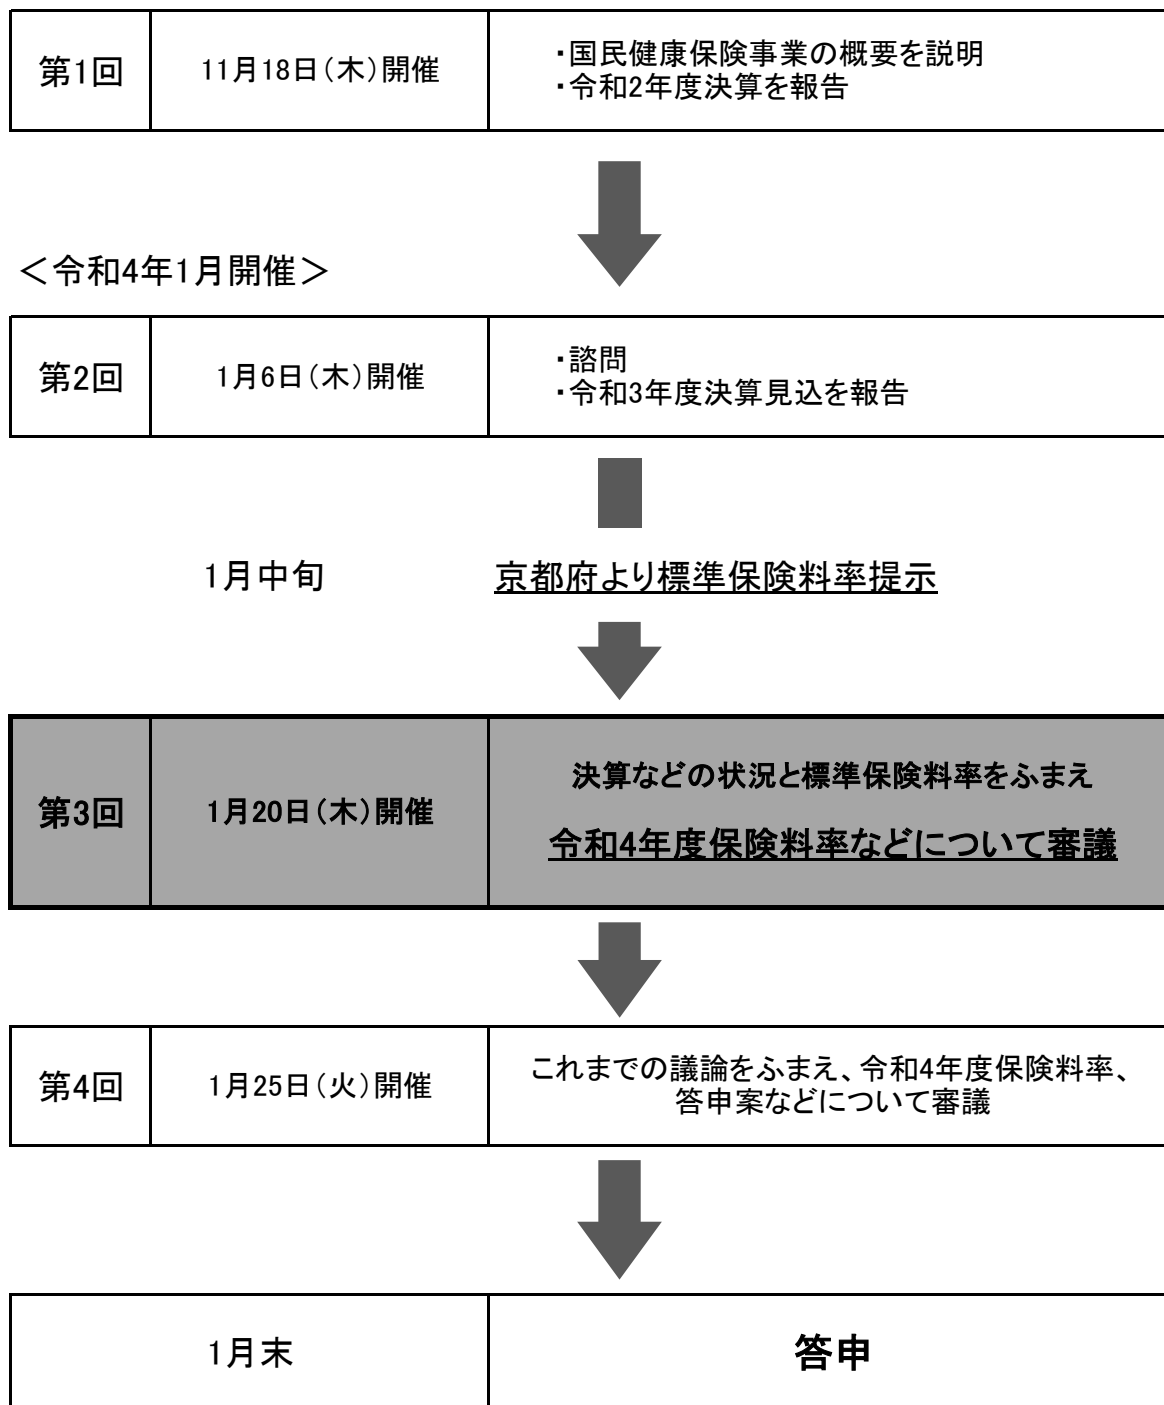 第1回
11月18日（木）開催
・国民健康保険事業の概要を説明
・令和2年度決算を報告
＜令和4年1月開催＞
第2回
1月6日（木）開催
・諮問
・令和3年度決算見込を報告
1月中旬
京都府より標準保険料率提示
第3回
1月20日（木）開催
決算などの状況と標準保険料率をふまえ
令和4年度保険料率などについて審議
第4回
1月25日（火）開催
これまでの議論をふまえ、令和4年度保険料率、
答申案などについて審議
1月末
答申